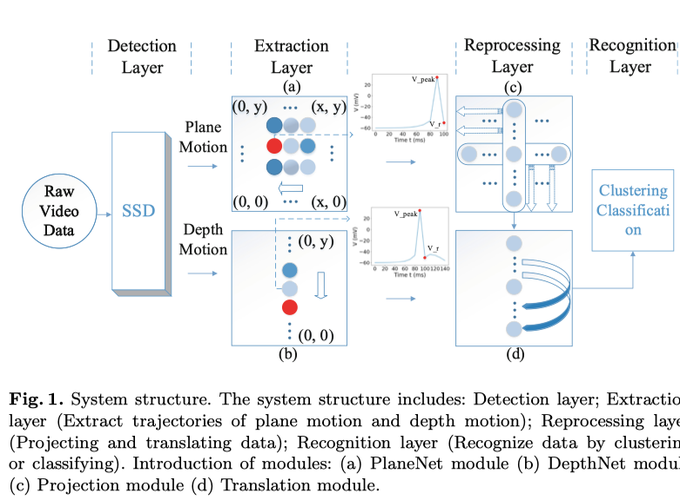 Detection
Layer
Extraction
Layer
(a)
Reprocessing
Layer
(c)
Recognition
Layer
Raw
Video
Data
SSD
Plane
Motion
Depth
Motion
(0, y) ... (x, y)
(0, 0) ... (x, 0)
(0, y)
(0, 0)
(b)
V_peak
V_r
V (mV)
20
0
−20
−40
−60
0 20 40 60 80 100
Time t (ms)
V_peak
V_r
V (mV)
20
0
−20
−40
−60
0 20 40 60 80 100 120 140
Time t (ms)
(d)
Clustering
Classificati
on
Fig. 1. System structure. The system structure includes: Detection layer; Extractio
layer (Extract trajectories of plane motion and depth motion); Reprocessing laye
(Projecting and translating data); Recognition layer (Recognize data by clusterin
or classifying). Introduction of modules: (a) PlaneNet module (b) DepthNet modul
(c) Projection module (d) Translation module.